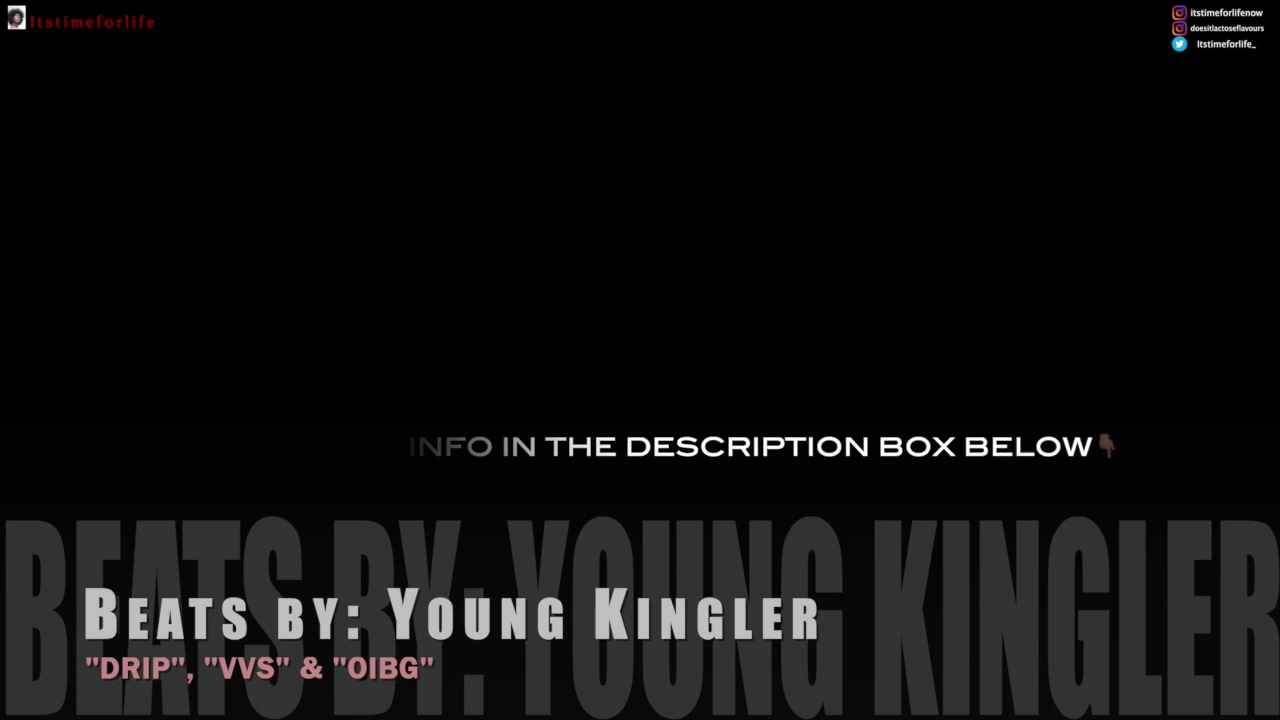 Itstimeforlife
itstimeforlifenow
doesitlactoseflavours
Itstimeforlife_
INFO IN THE DESCRIPTION BOX BELOW👇🏾
BEATS BY: YOUNG KINGLER
BEATS BY: YOUNG KINGLER
"DRIP", "VVS" & "OIBG"